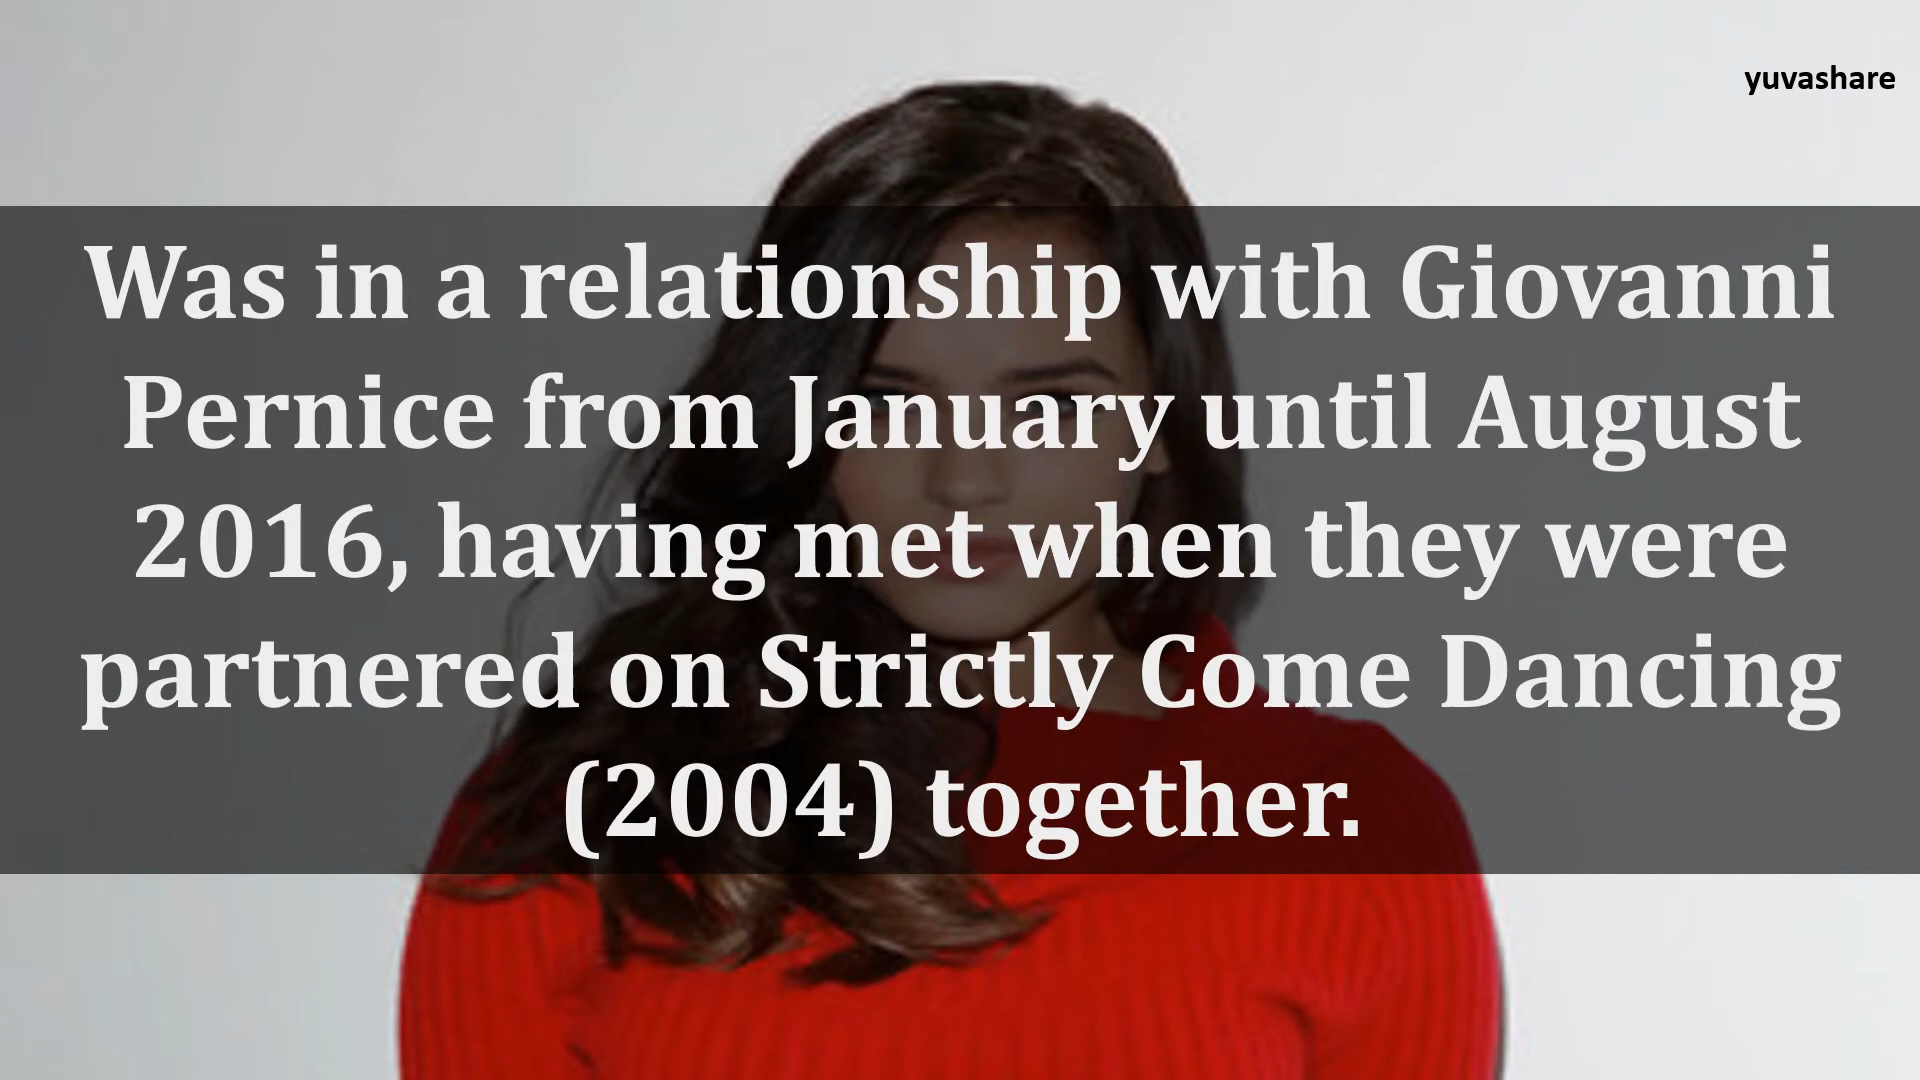 yuvashare
Was in a relationship with Giovanni
Pernice from January until August
2016, having met when they were
partnered on Strictly Come Dancing
(2004) together.